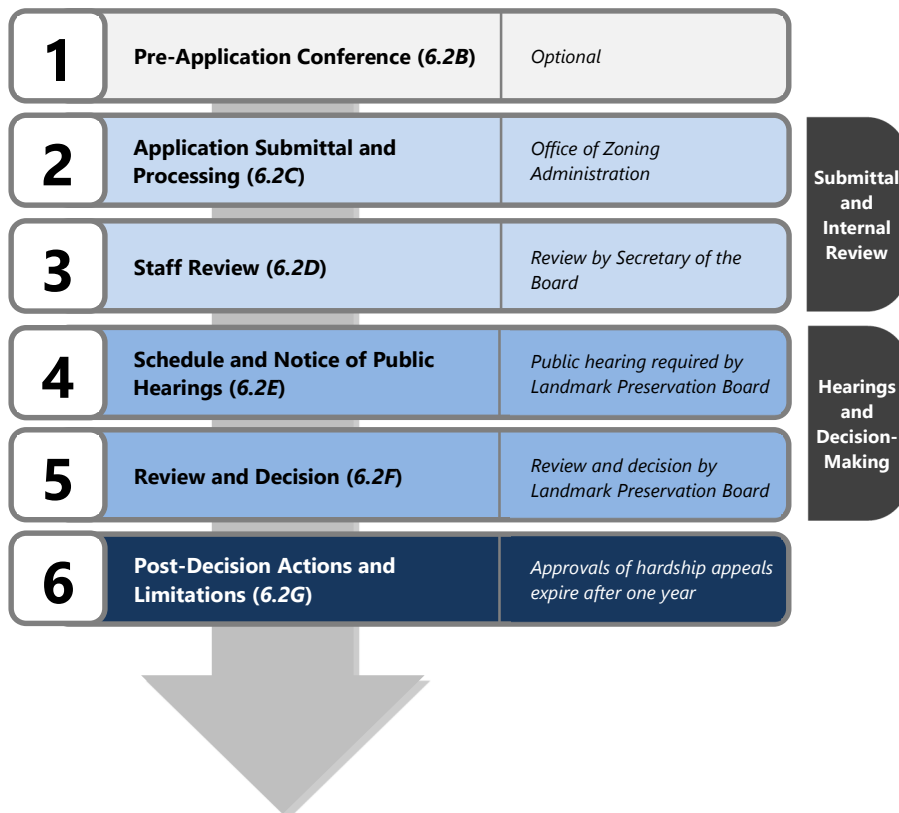 1
Pre-Application Conference (6.2B)
Optional
2
Application Submittal and
Processing (6.2C)
Office of Zoning
Administration
3
Staff Review (6.2D)
Review by Secretary of the
Board
Submittal
and
Internal
Review
4
Schedule and Notice of Public
Hearings (6.2E)
Public hearing required by
Landmark Preservation Board
5
Review and Decision (6.2F)
Review and decision by
Landmark Preservation Board
Hearings
and
Decision-
Making
6
Post-Decision Actions and
Limitations (6.2G)
Approvals of hardship appeals
expire after one year